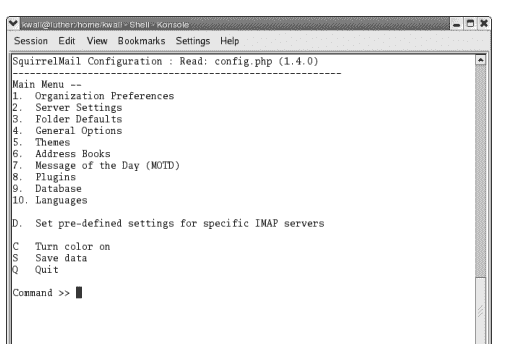 kwall@luther:/home/kwall - Shell - Konsole
Session Edit View Bookmarks Settings Help
SquirrelMail Configuration : Read: config.php (1.4.0)
---------------------------------------------------------
Main Menu --
1. Organization Preferences
2. Server Settings
3. Folder Defaults
4. General Options
5. Themes
6. Address Books
7. Message of the Day (MOTD)
8. Plugins
9. Database
10. Languages
D. Set pre-defined settings for specific IMAP servers
C Turn color on
S Save data
Q Quit
Command >>